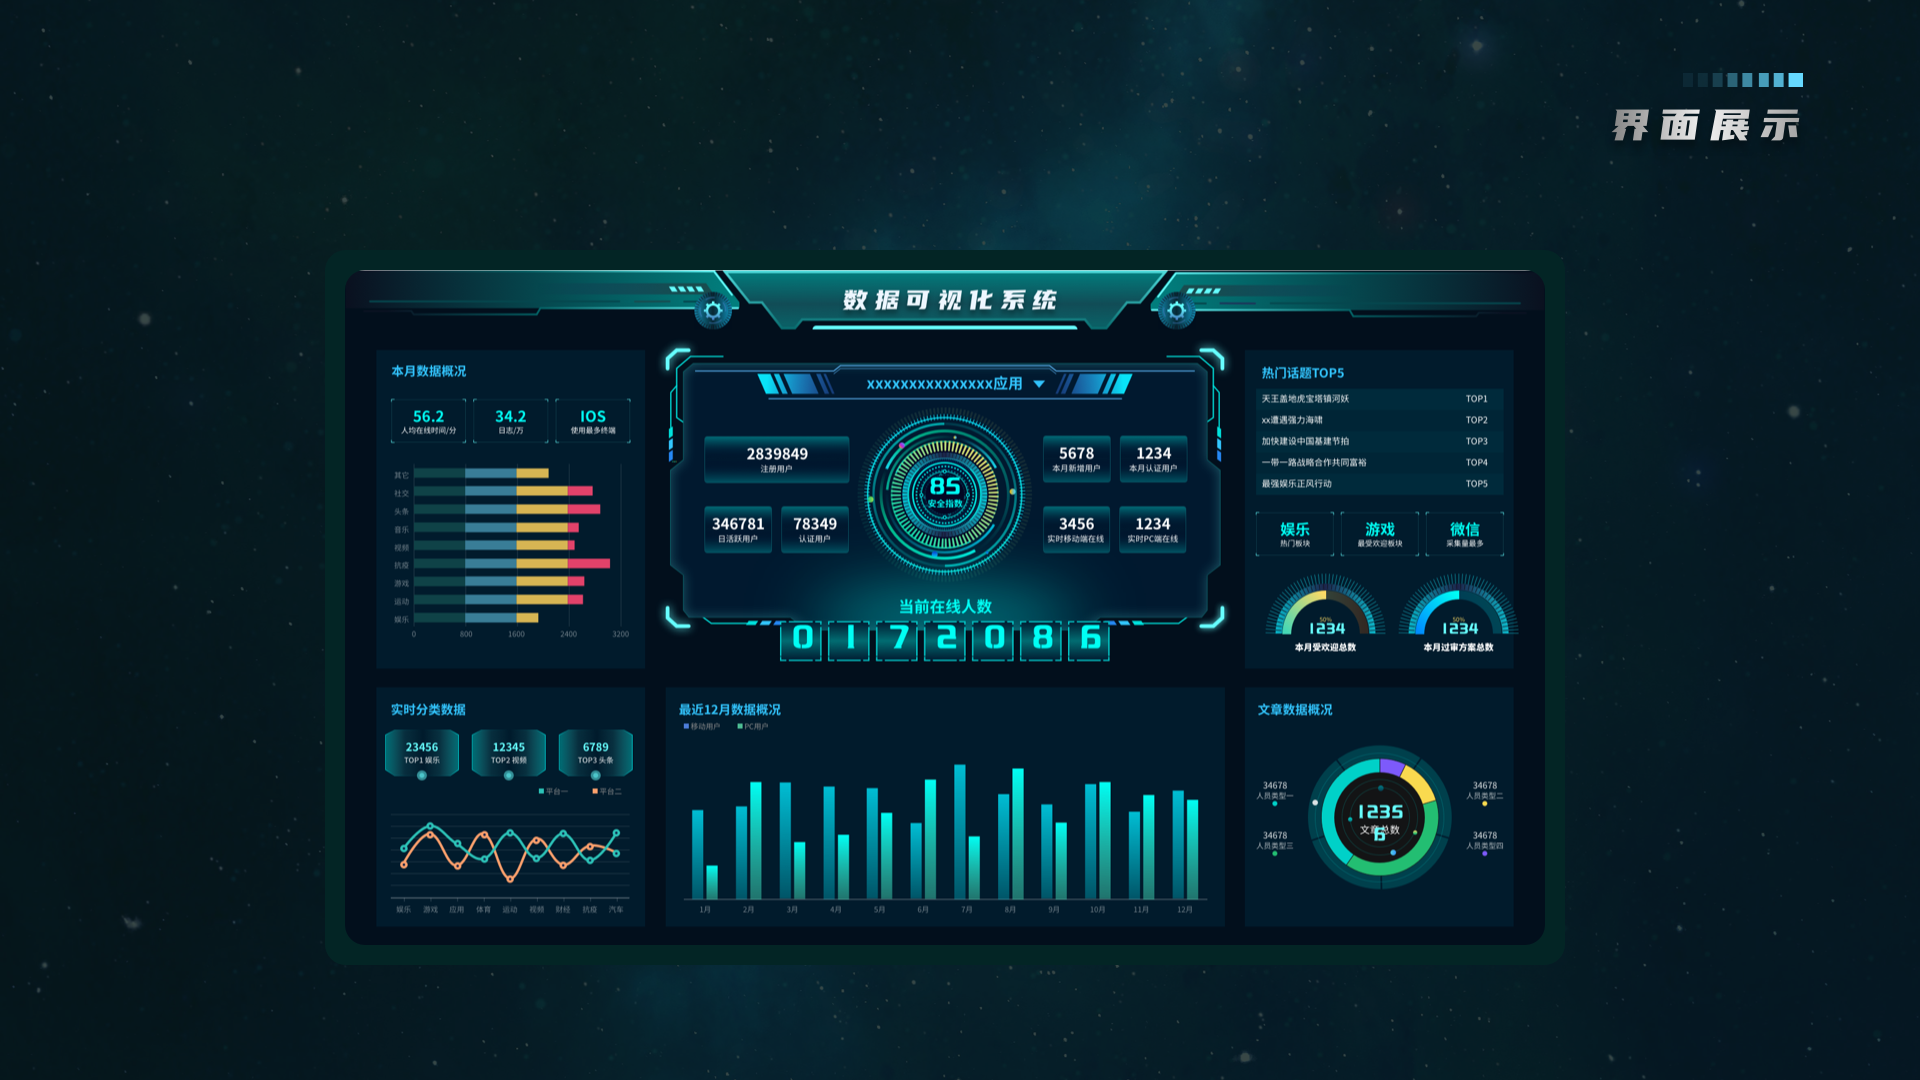 界面展示
数据可视化系统
本月数据概况
56.2
人均在线时间/分
34.2
日志/万
IOS
使用最多终端
其它
社交
头条
音乐
视频
抗疫
游戏
运动
娱乐
0 800 1600 2400 3200
xxxxxxxxxxxxxxx应用
2839849
注册用户
346781
日活跃用户
78349
认证用户
85
安全指数
5678
本月新增用户
1234
本月认证用户
3456
实时移动端在线
1234
实时PC端在线
当前在线人数
0 1 7 2 0 8 6
热门话题TOP5
天王盖地虎宝塔镇河妖 TOP1
xx遭遇强力海啸 TOP2
加快建设中国基建节拍 TOP3
一带一路战略合作共同富裕 TOP4
最强娱乐正风行动 TOP5
娱乐
热门板块
游戏
最受欢迎板块
微信
采集量最多
50%
1234
本月受欢迎总数
50%
1234
本月过审方案总数
实时分类数据
23456
TOP1 娱乐
12345
TOP2 视频
6789
TOP3 头条
平台一 平台二
娱乐 游戏 应用 体育 运动 视频 财经 抗疫 汽车
最近12月数据概况
移动用户 PC用户
1月 2月 3月 4月 5月 6月 7月 8月 9月 10月 11月 12月
文章数据概况
34678
人员类型一
34678
人员类型三
12356
文章总数
34678
人员类型二
34678
人员类型四